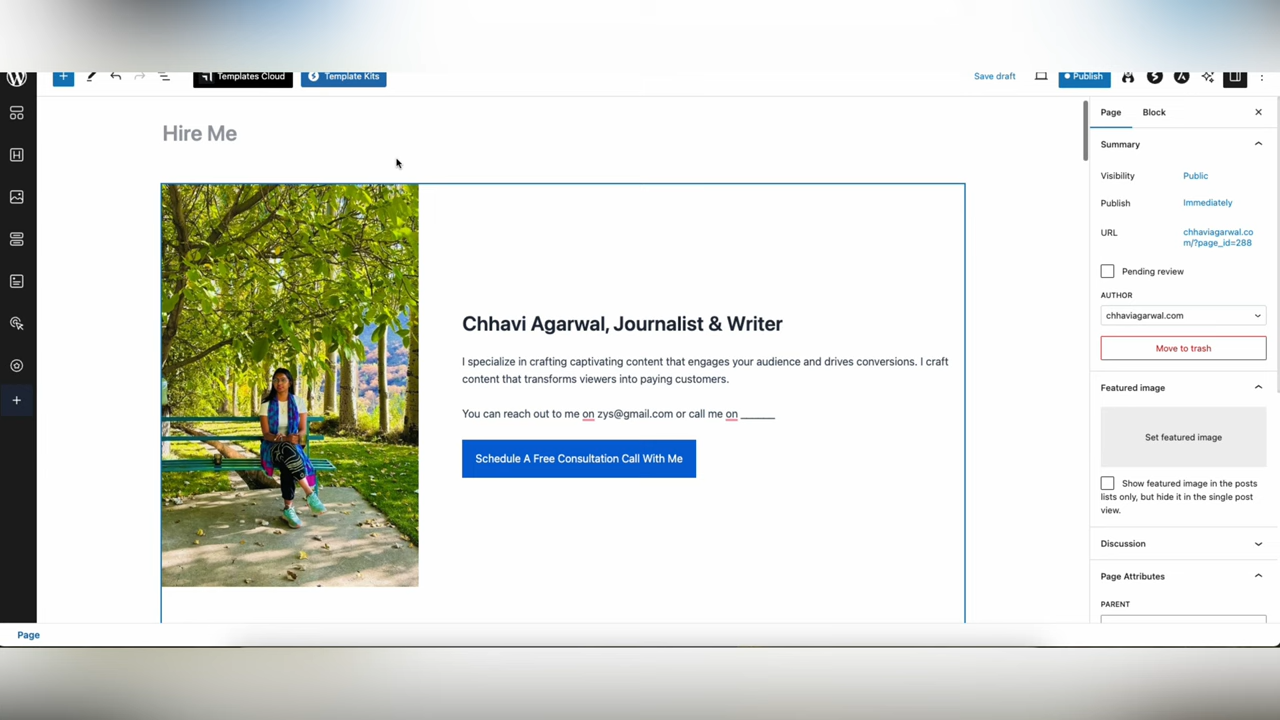 Templates Cloud
Template Kits
Save draft
Publish
Hire Me
Chhavi Agarwal, Journalist & Writer
I specialize in crafting captivating content that engages your audience and drives conversions. I craft
content that transforms viewers into paying customers.
You can reach out to me on zys@gmail.com or call me on _______
Schedule A Free Consultation Call With Me
Page
Block
Summary
Visibility
Public
Publish
Immediately
URL
chhaviagarwal.co
m/?page_id=288
Pending review
AUTHOR
chhaviagarwal.com
Move to trash
Featured image
Set featured image
Show featured image in the posts
lists only, but hide it in the single post
view.
Discussion
Page Attributes
PARENT
Page